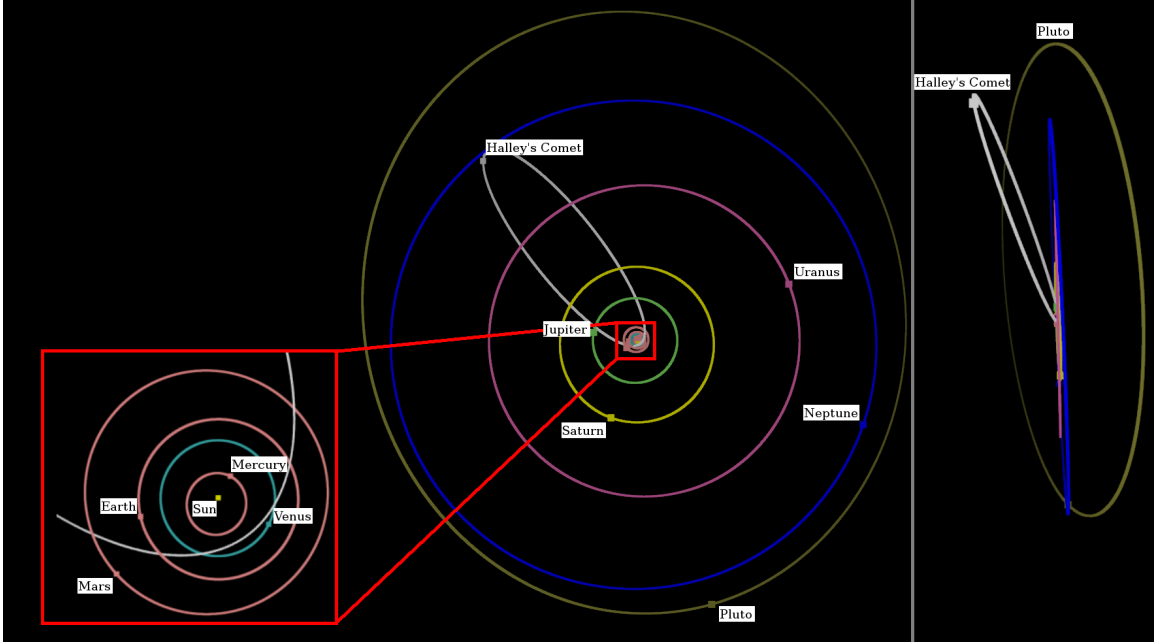 Halley's Comet
Uranus
Jupiter
Neptune
Saturn
Pluto
Mercury
Earth
Sun
Venus
Mars
Pluto
Halley's Comet